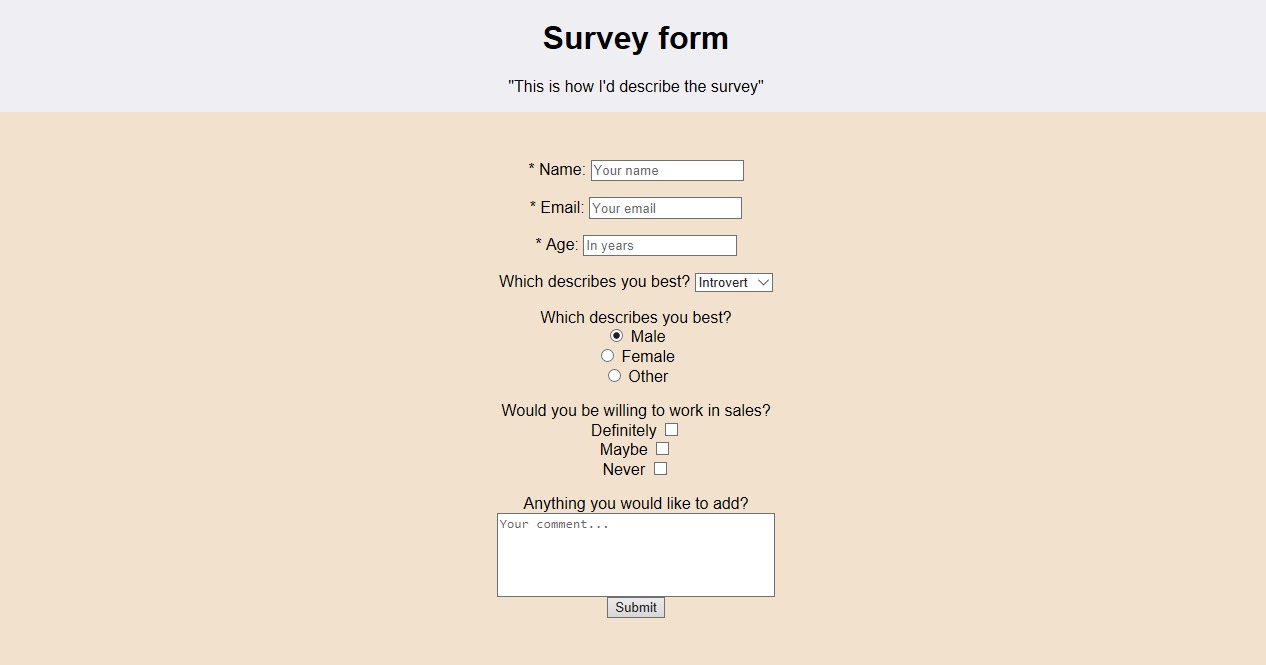 Survey form
"This is how I'd describe the survey"
* Name: Your name
* Email: Your email
* Age: In years
Which describes you best? Introvert
Which describes you best?
Male
Female
Other
Would you be willing to work in sales?
Definitely
Maybe
Never
Anything you would like to add?
Your comment...
Submit